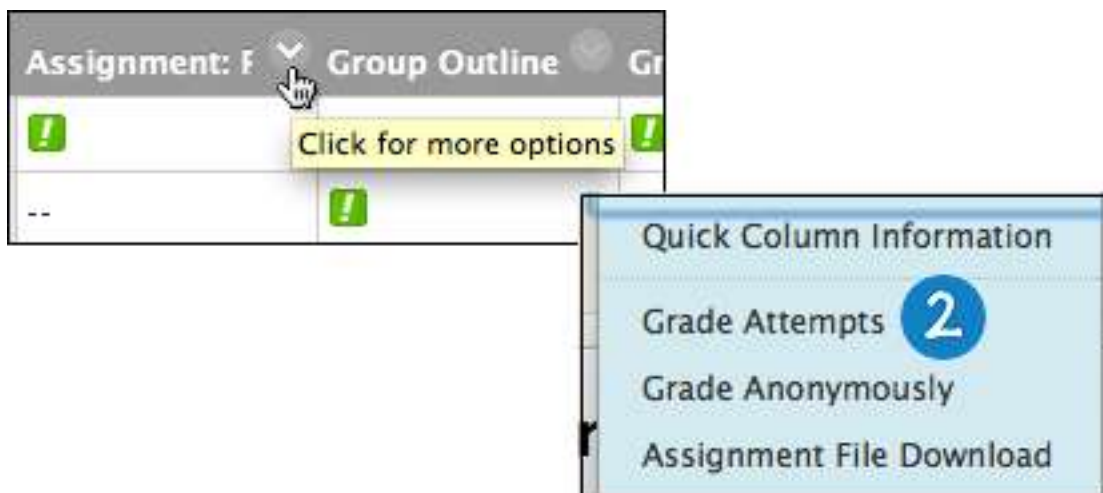 Assignment: F Group Outline Gr
! Click for more options !
-- !
Quick Column Information
Grade Attempts 2
Grade Anonymously
r
Assignment File Download